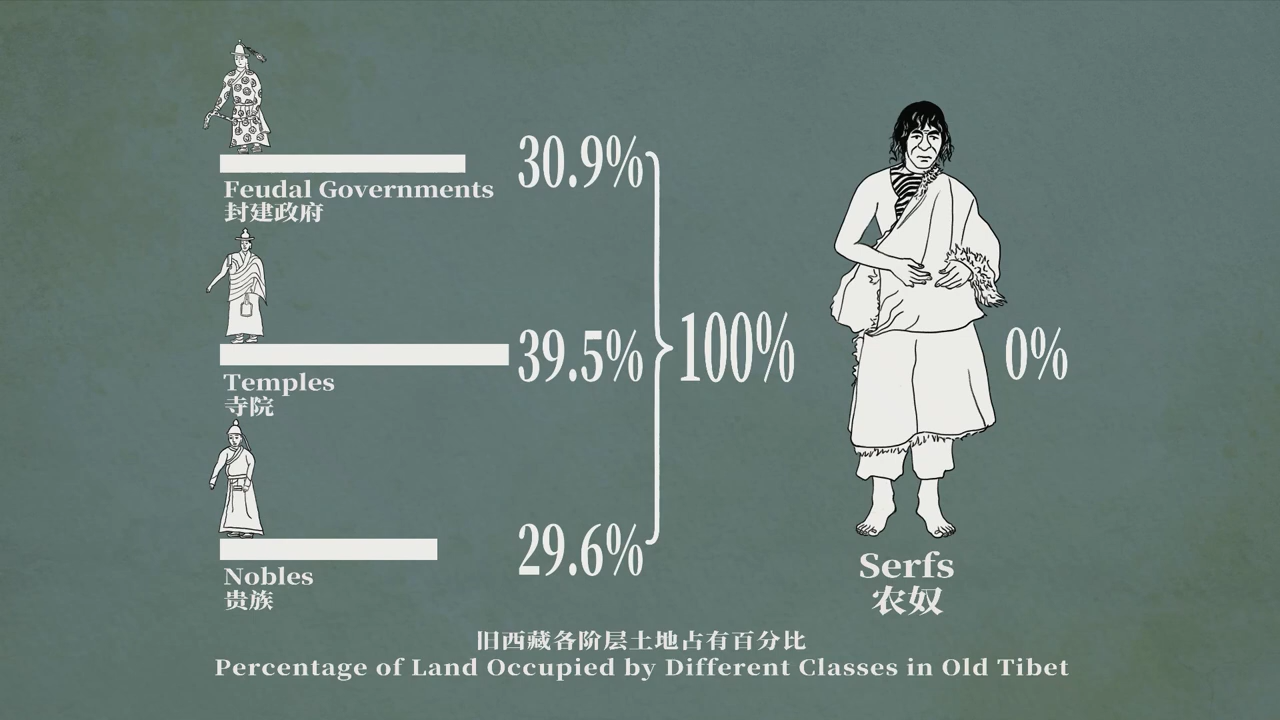 30.9%
Feudal Governments
封建政府
39.5%
Temples
寺院
29.6%
Nobles
贵族
100%
0%
Serfs
农奴
旧西藏各阶层土地占有百分比
Percentage of Land Occupied by Different Classes in Old Tibet